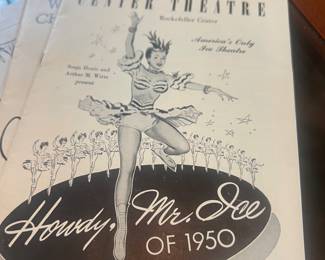 CENTER THEATRE
Rockefeller Center
America's Only
Ice Theatre
Sonja Henie and
Arthur M. Wirtz
present
Howdy, Mr. Ice
OF 1950